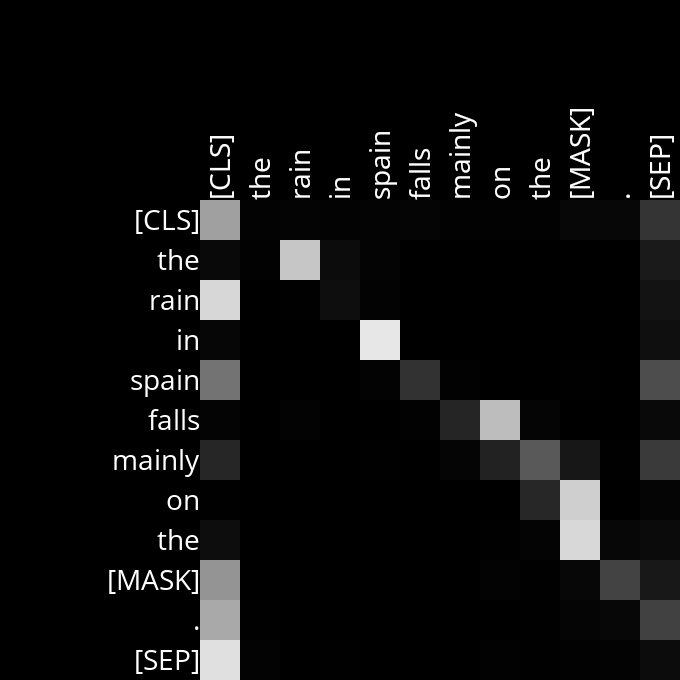 [CLS]
the
rain
in
spain
falls
mainly
on
the
[MASK]
.
[SEP]
[CLS]
the
rain
in
spain
falls
mainly
on
the
[MASK]
.
[SEP]